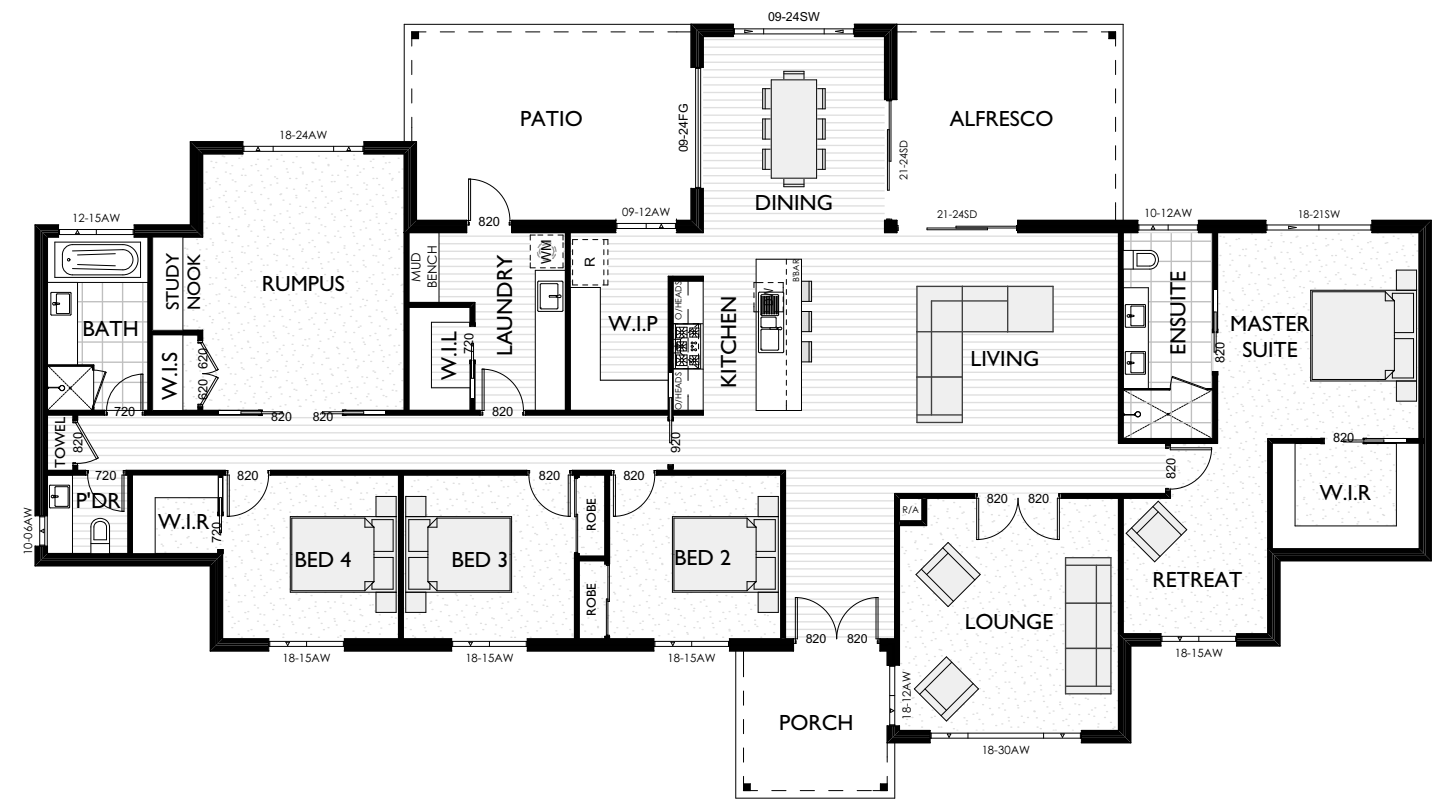 09-24SW
PATIO
ALFRESCO
09-24FG
18-24AW
21-24SD
DINING
12-15AW
820
09-12AW
21-24SD
10-12AW
18-21SW
STUDY
NOOK
RUMPUS
MUD
BENCH
LAUNDRY
WM
R
BBAR
O/HEADS
KITCHEN
ENSUITE
BATH
W.I.P
MASTER
SUITE
LIVING
W.I.L
720
820
W.I.S
620
620
O/HEADS
720
820
820
820
TOWEL
820
920
820
820
720
820
820
820
820
820
P'DR
W.I.R
720
ROBE
R/A
W.I.R
10-06AW
BED 4
BED 3
BED 2
RETREAT
ROBE
LOUNGE
820
820
18-15AW
18-15AW
18-15AW
18-15AW
18-12AW
PORCH
18-30AW